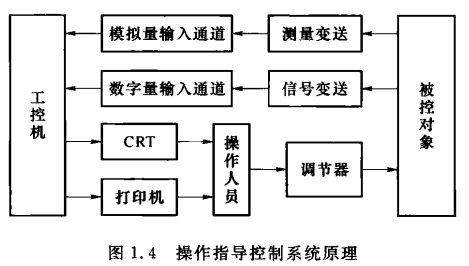 模拟量输入通道
测量变送
数字量输入通道
信号变送
工控机
CRT
打印机
操作人员
调节器
被控对象
图 1.4 操作指导控制系统原理